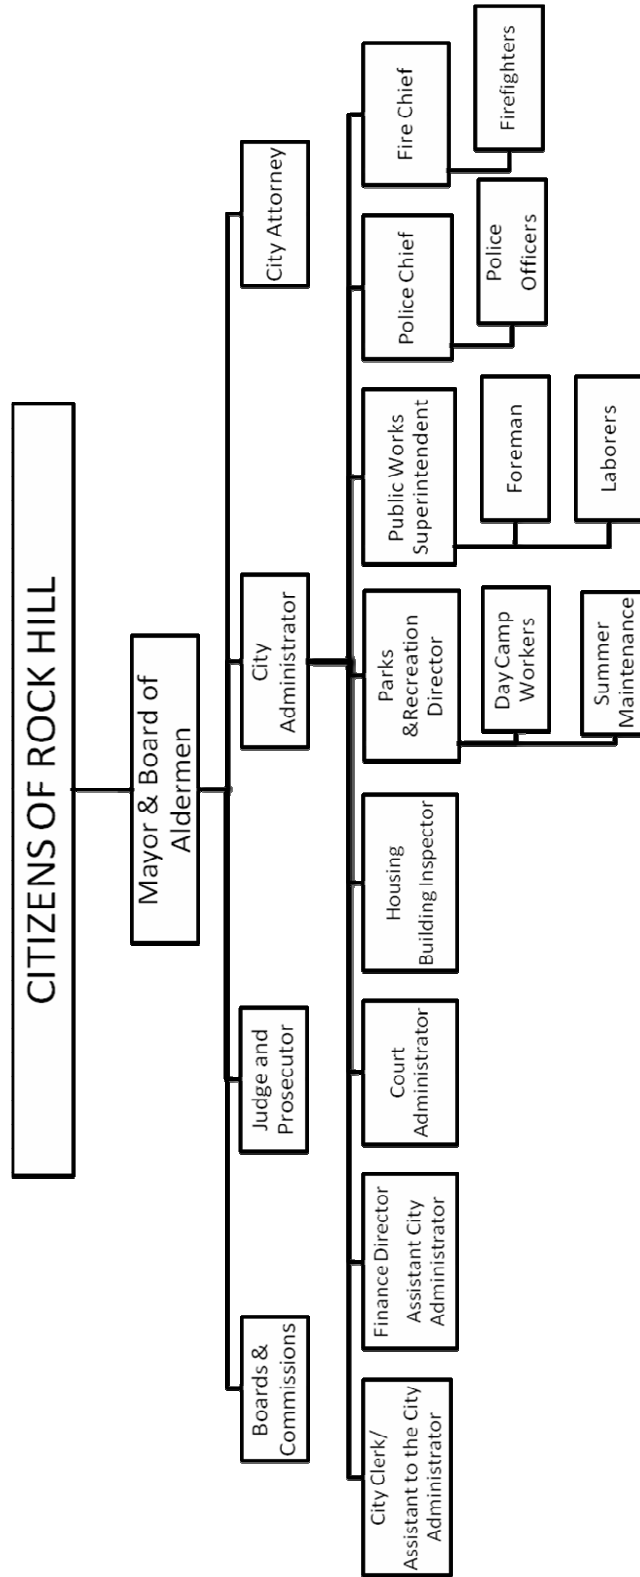 CITIZENS OF ROCK HILL
Mayor & Board of
Aldermen
Boards &
Commissions
Judge and
Prosecutor
City
Administrator
City Attorney
City Clerk/
Assistant to the City
Administrator
Finance Director
Assistant City
Administrator
Court
Administrator
Housing
Building Inspector
Parks
&Recreation
Director
Day Camp
Workers
Summer
Maintenance
Public Works
Superintendent
Foreman
Laborers
Police Chief
Police
Officers
Fire Chief
Firefighters